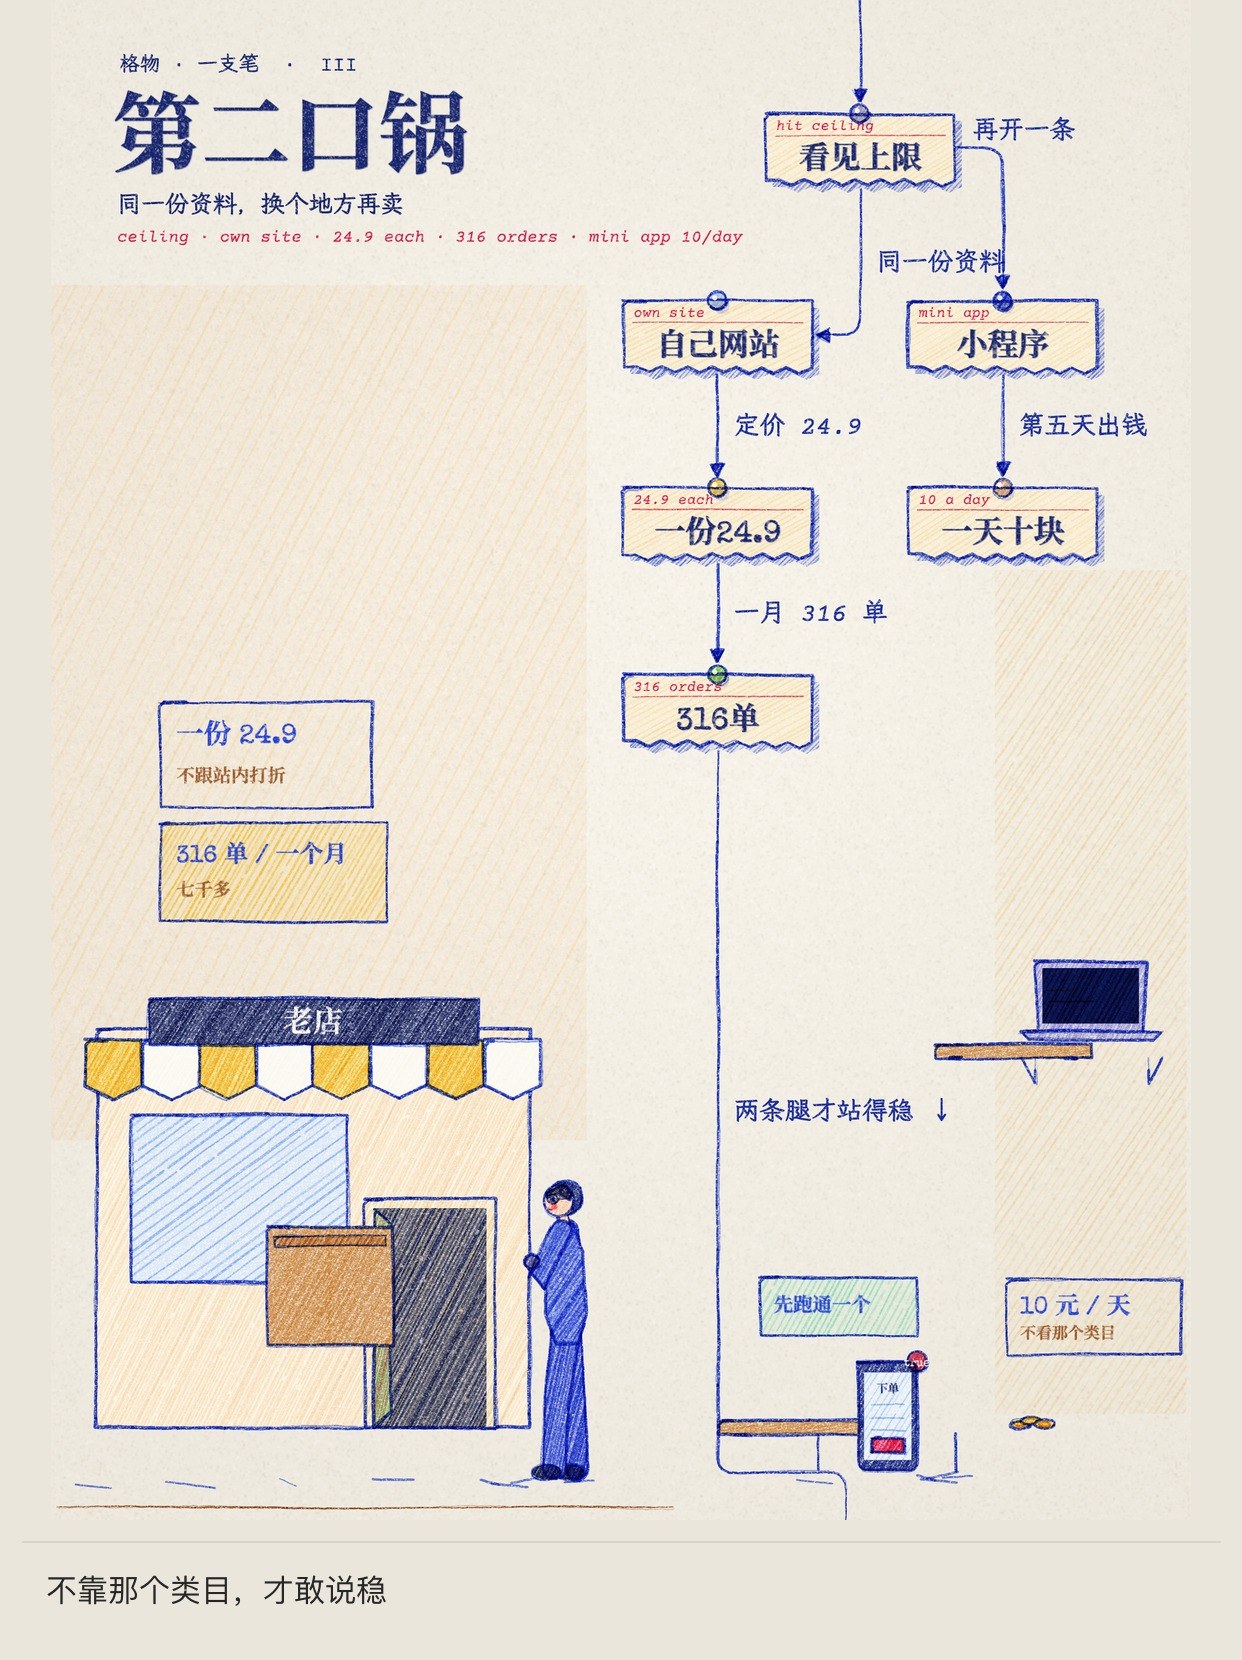 格物 · 一支笔 · III
第二口锅
同一份资料，换个地方再卖
ceiling · own site · 24.9 each · 316 orders · mini app 10/day
hit ceiling
看见上限
再开一条
同一份资料
own site
自己网站
mini app
小程序
定价 24.9
第五天出钱
24.9 each
一份24.9
10 a day
一天十块
一月 316 单
316 orders
316单
一份 24.9
不跟站内打折
316 单 / 一个月
七千多
老店
两条腿才站得稳 ↓
先跑通一个
10 元 / 天
不看那个类目
true
下单
不靠那个类目，才敢说稳